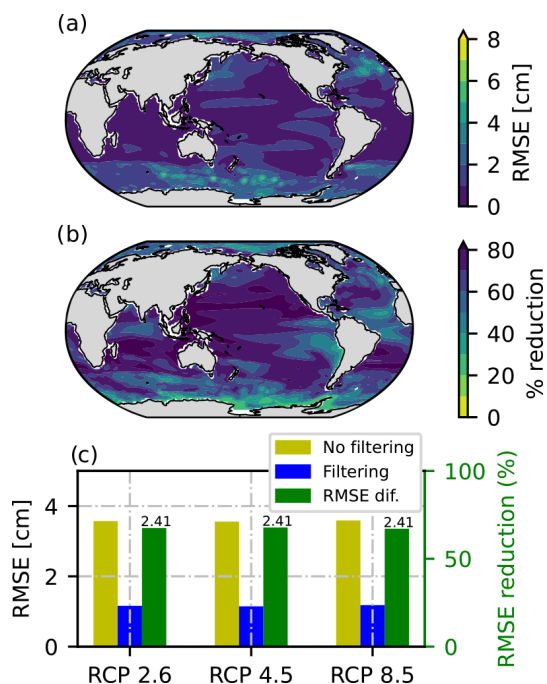 (a)
8
6
4
2
0
RMSE [cm]
(b)
80
60
40
20
0
% reduction
(c)
No filtering
Filtering
RMSE dif.
4
2
0
RMSE [cm]
2.41
2.41
2.41
100
50
0
RMSE reduction (%)
RCP 2.6
RCP 4.5
RCP 8.5